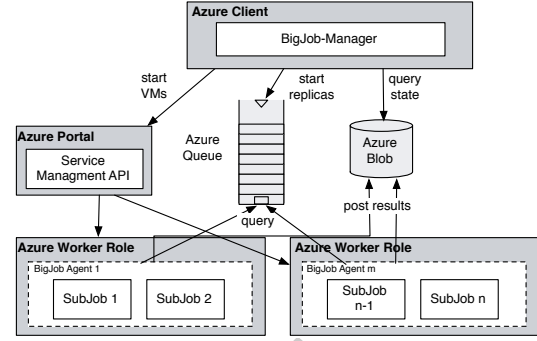 Azure Client
BigJob-Manager
start
VMs
start
replicas
query
state
Azure Portal
Service
Managment API
Azure
Queue
Azure
Blob
query
post results
Azure Worker Role
BigJob Agent 1
SubJob 1
SubJob 2
Azure Worker Role
BigJob Agent m
SubJob
n-1
SubJob n